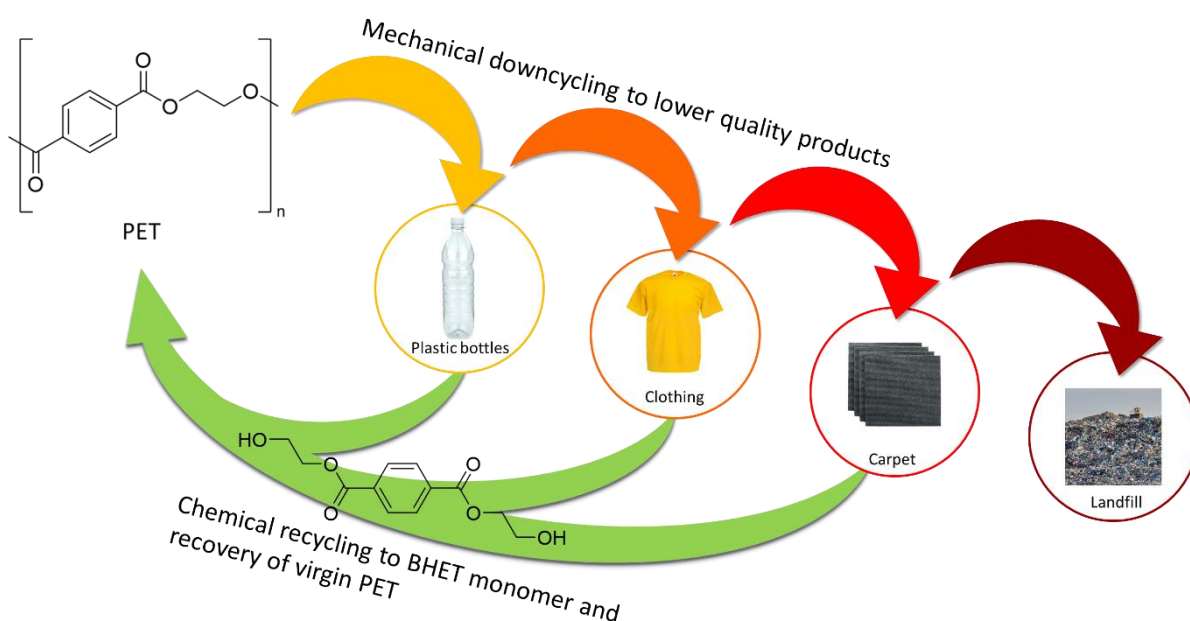 Mechanical downcycling to lower quality products
O
O
O
O
n
PET
Plastic bottles
Clothing
Carpet
Landfill
HO
O
O
O
O
OH
Chemical recycling to BHET monomer and
recovery of virgin PET